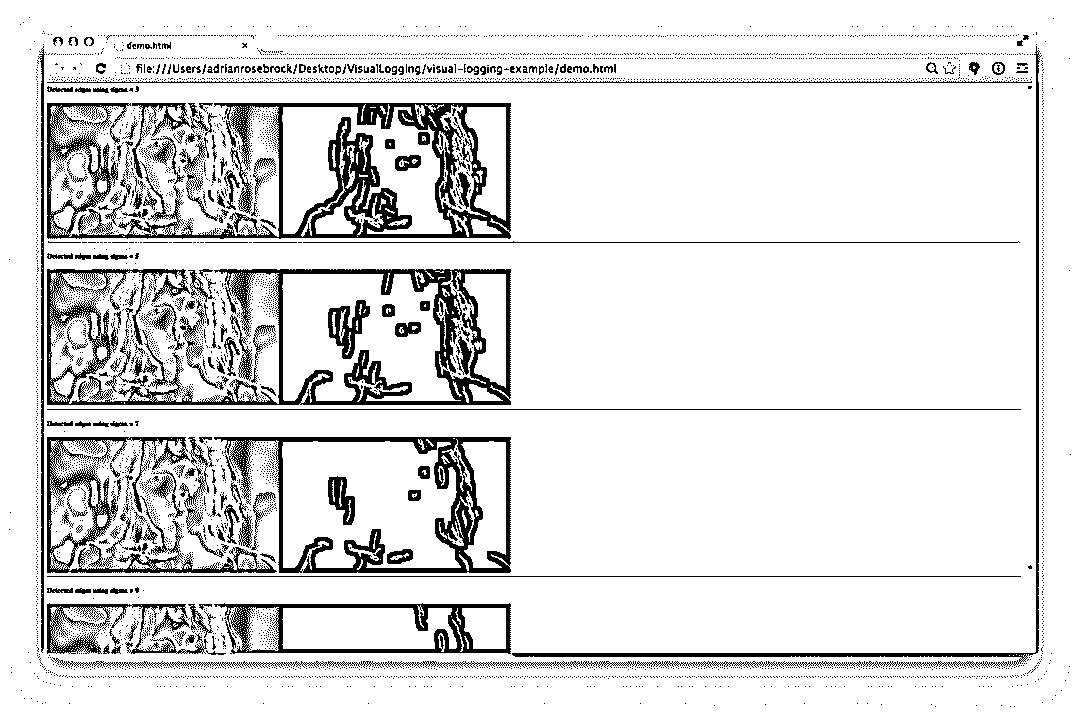 demo.html
file:///Users/adrianrosebrock/Desktop/VisualLogging/visual-logging-example/demo.html
Detected edges using sigma = 3
Detected edges using sigma = 5
Detected edges using sigma = 7
Detected edges using sigma = 9